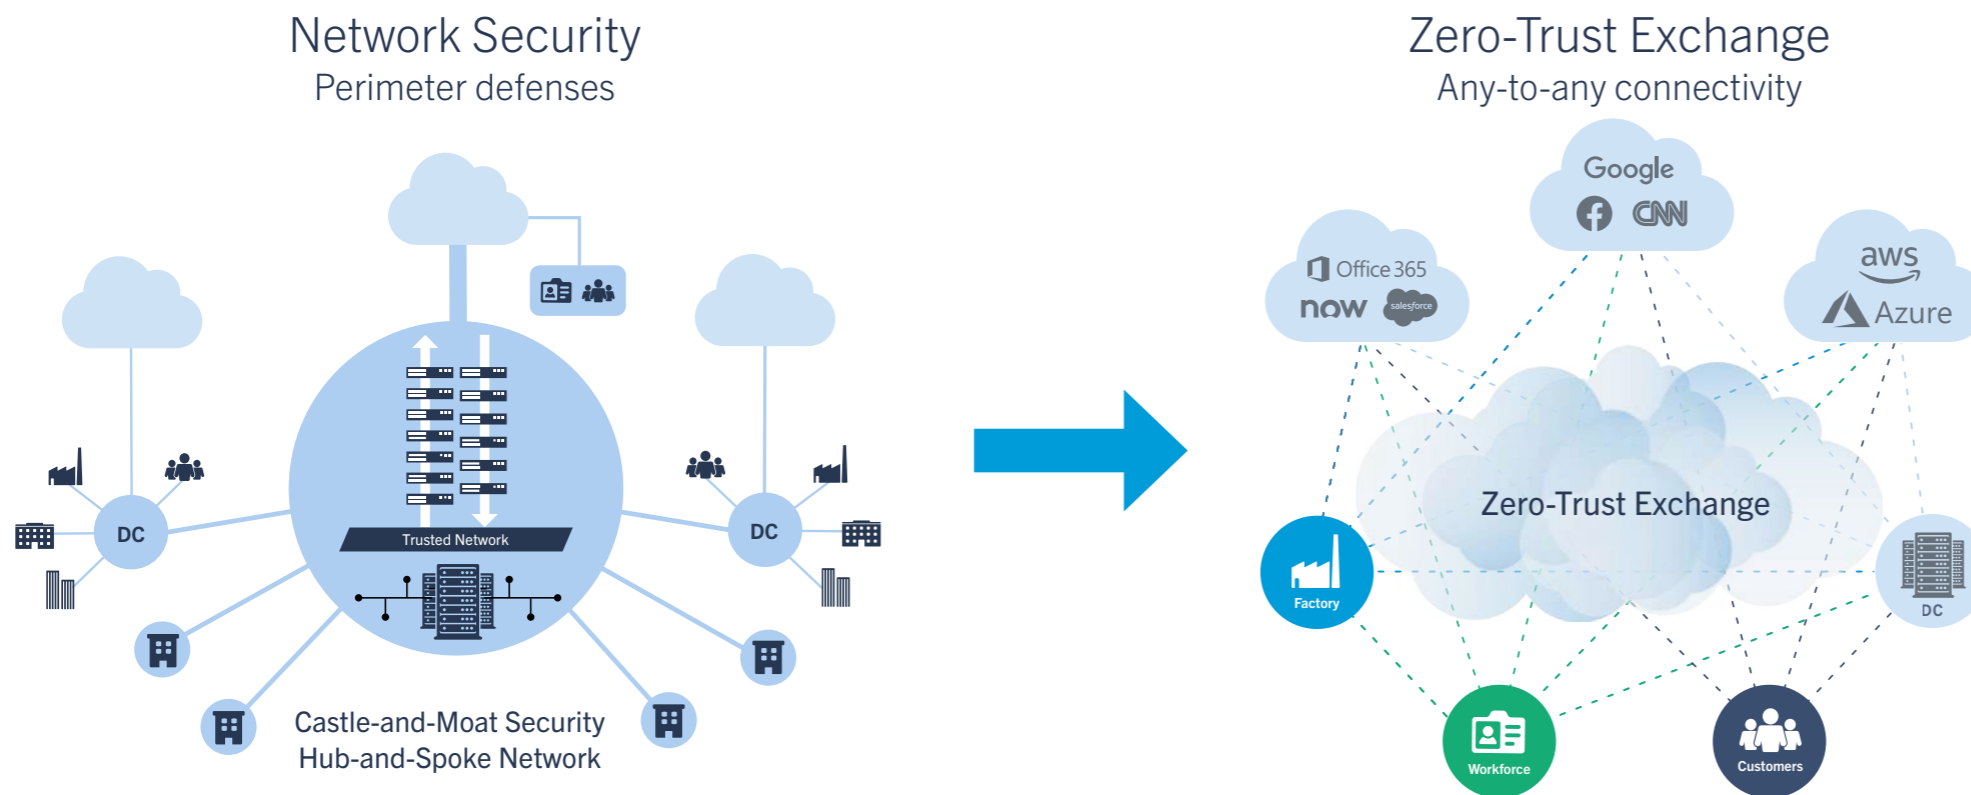 Network Security
Perimeter defenses
DC
Trusted Network
DC
Castle-and-Moat Security
Hub-and-Spoke Network
Zero-Trust Exchange
Any-to-any connectivity
Google
CNN
Office 365
now
salesforce
aws
Azure
Zero-Trust Exchange
Factory
DC
Workforce
Customers